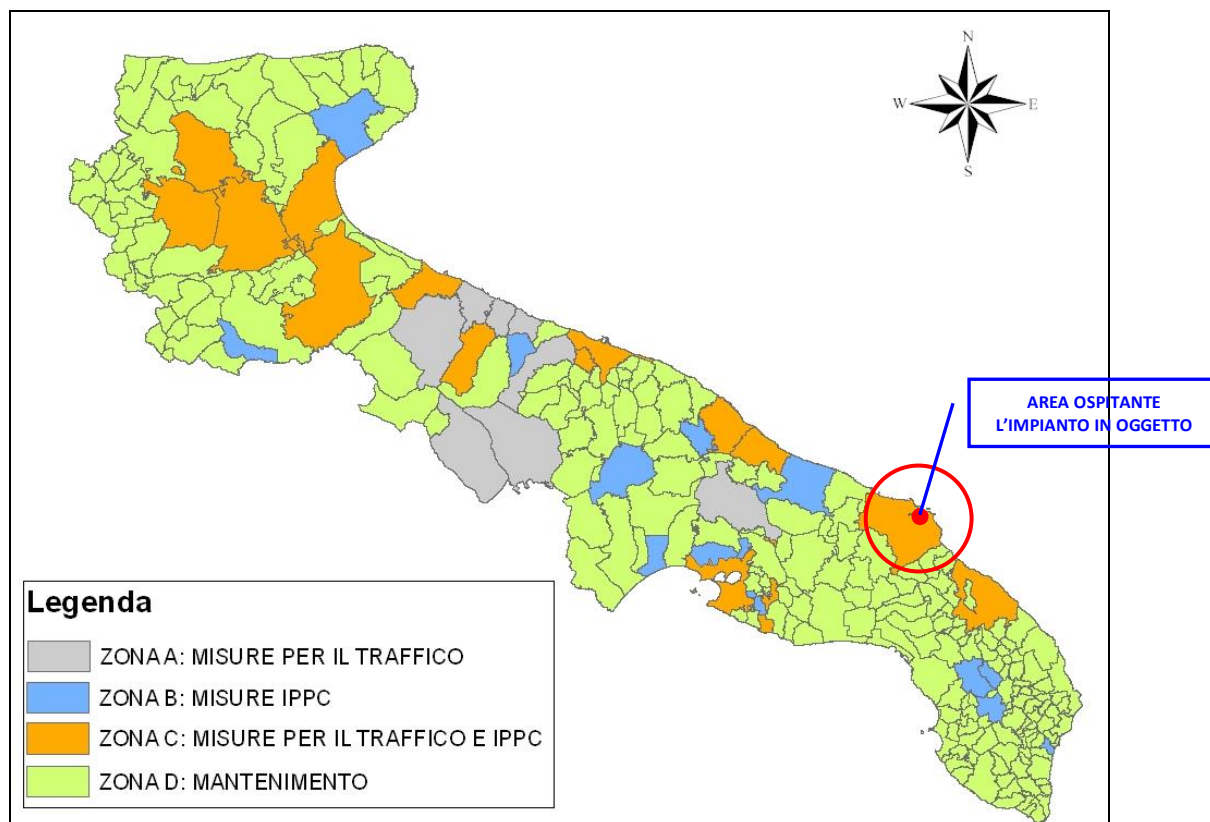 N
W E
S
AREA OSPITANTE
L'IMPIANTO IN OGGETTO
Legenda
ZONA A: MISURE PER IL TRAFFICO
ZONA B: MISURE IPPC
ZONA C: MISURE PER IL TRAFFICO E IPPC
ZONA D: MANTENIMENTO